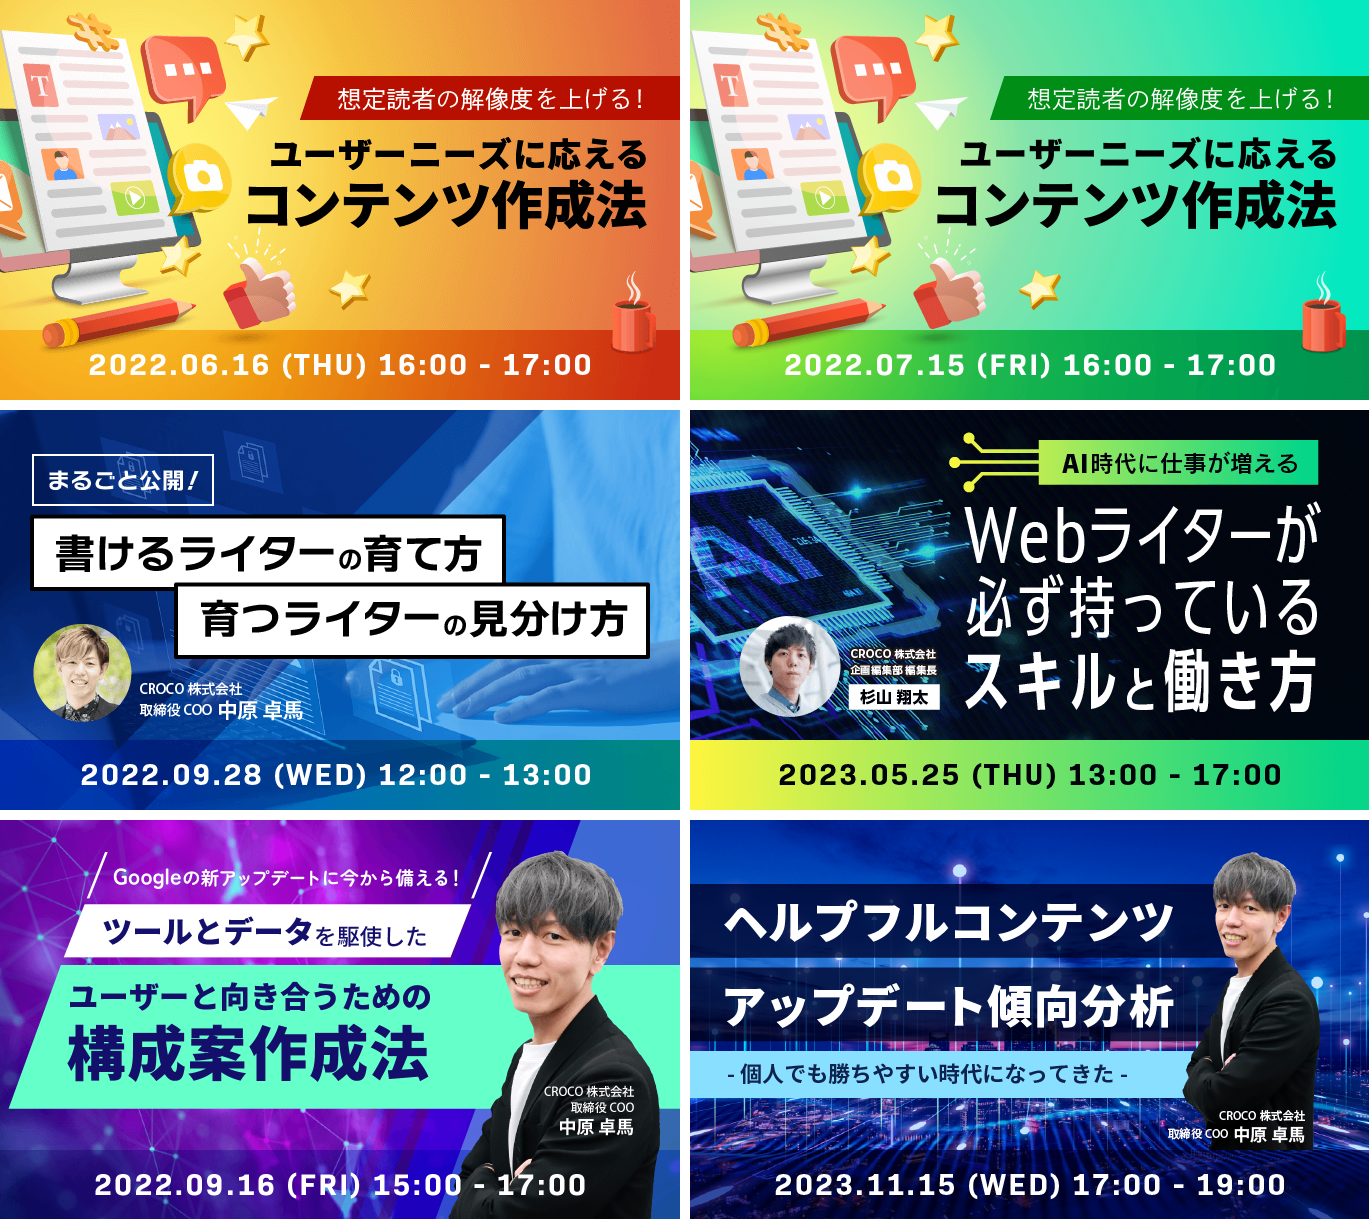 想定読者の解像度を上げる!
ユーザーニーズに応える
コンテンツ作成法
2022.06.16 (THU) 16:00 - 17:00
想定読者の解像度を上げる!
ユーザーニーズに応える
コンテンツ作成法
2022.07.15 (FRI) 16:00 - 17:00
まるごと公開!
書けるライターの育て方
育つライターの見分け方
CROCO 株式会社
取締役 COO 中原 卓馬
2022.09.28 (WED) 12:00 - 13:00
AI時代に仕事が増える
Webライターが
必ず持っている
スキルと働き方
AI
CROCO 株式会社
企画編集部 編集長
杉山 翔太
2023.05.25 (THU) 13:00 - 17:00
Googleの新アップデートに今から備える!
ツールとデータを駆使した
ユーザーと向き合うための
構成案作成法
CROCO 株式会社
取締役 COO
中原 卓馬
2022.09.16 (FRI) 15:00 - 17:00
ヘルプフルコンテンツ
アップデート傾向分析
- 個人でも勝ちやすい時代になってきた -
CROCO 株式会社
取締役 COO 中原 卓馬
2023.11.15 (WED) 17:00 - 19:00